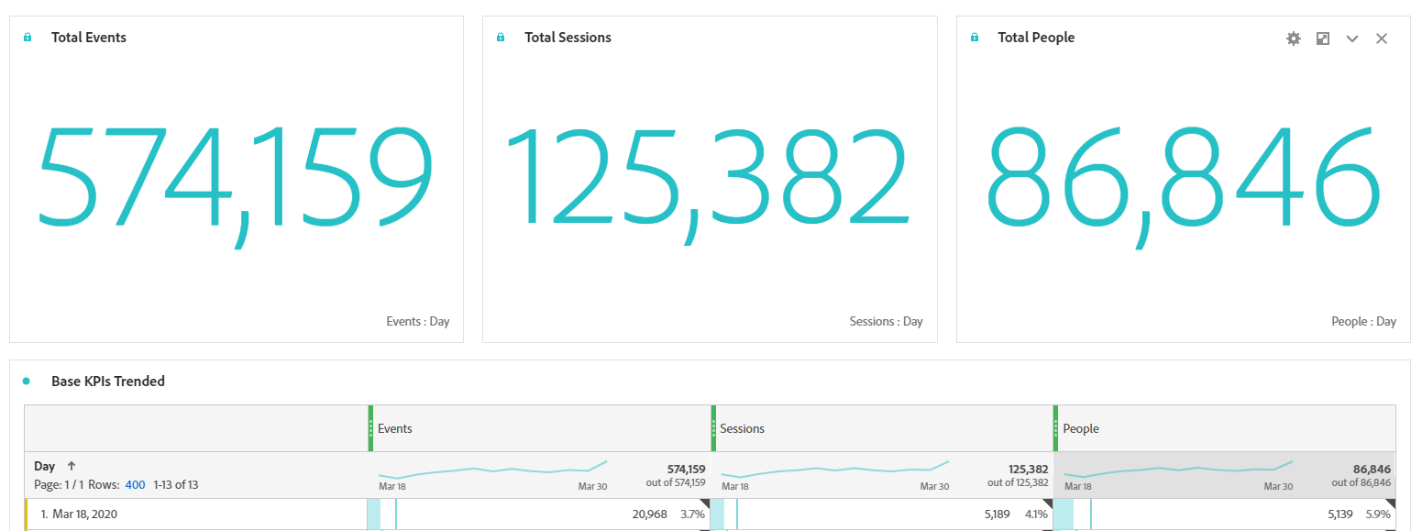 Total Events
574,159
Events : Day
Total Sessions
125,382
Sessions : Day
Total People
86,846
People : Day
Base KPIs Trended
Events Sessions People
Day ↑
Page: 1 / 1 Rows: 400 1-13 of 13
Mar 18 Mar 30
574,159
out of 574,159
Mar 18 Mar 30
125,382
out of 125,382
Mar 18 Mar 30
86,846
out of 86,846
1. Mar 18, 2020 20,968 3.7% 5,189 4.1% 5,139 5.9%